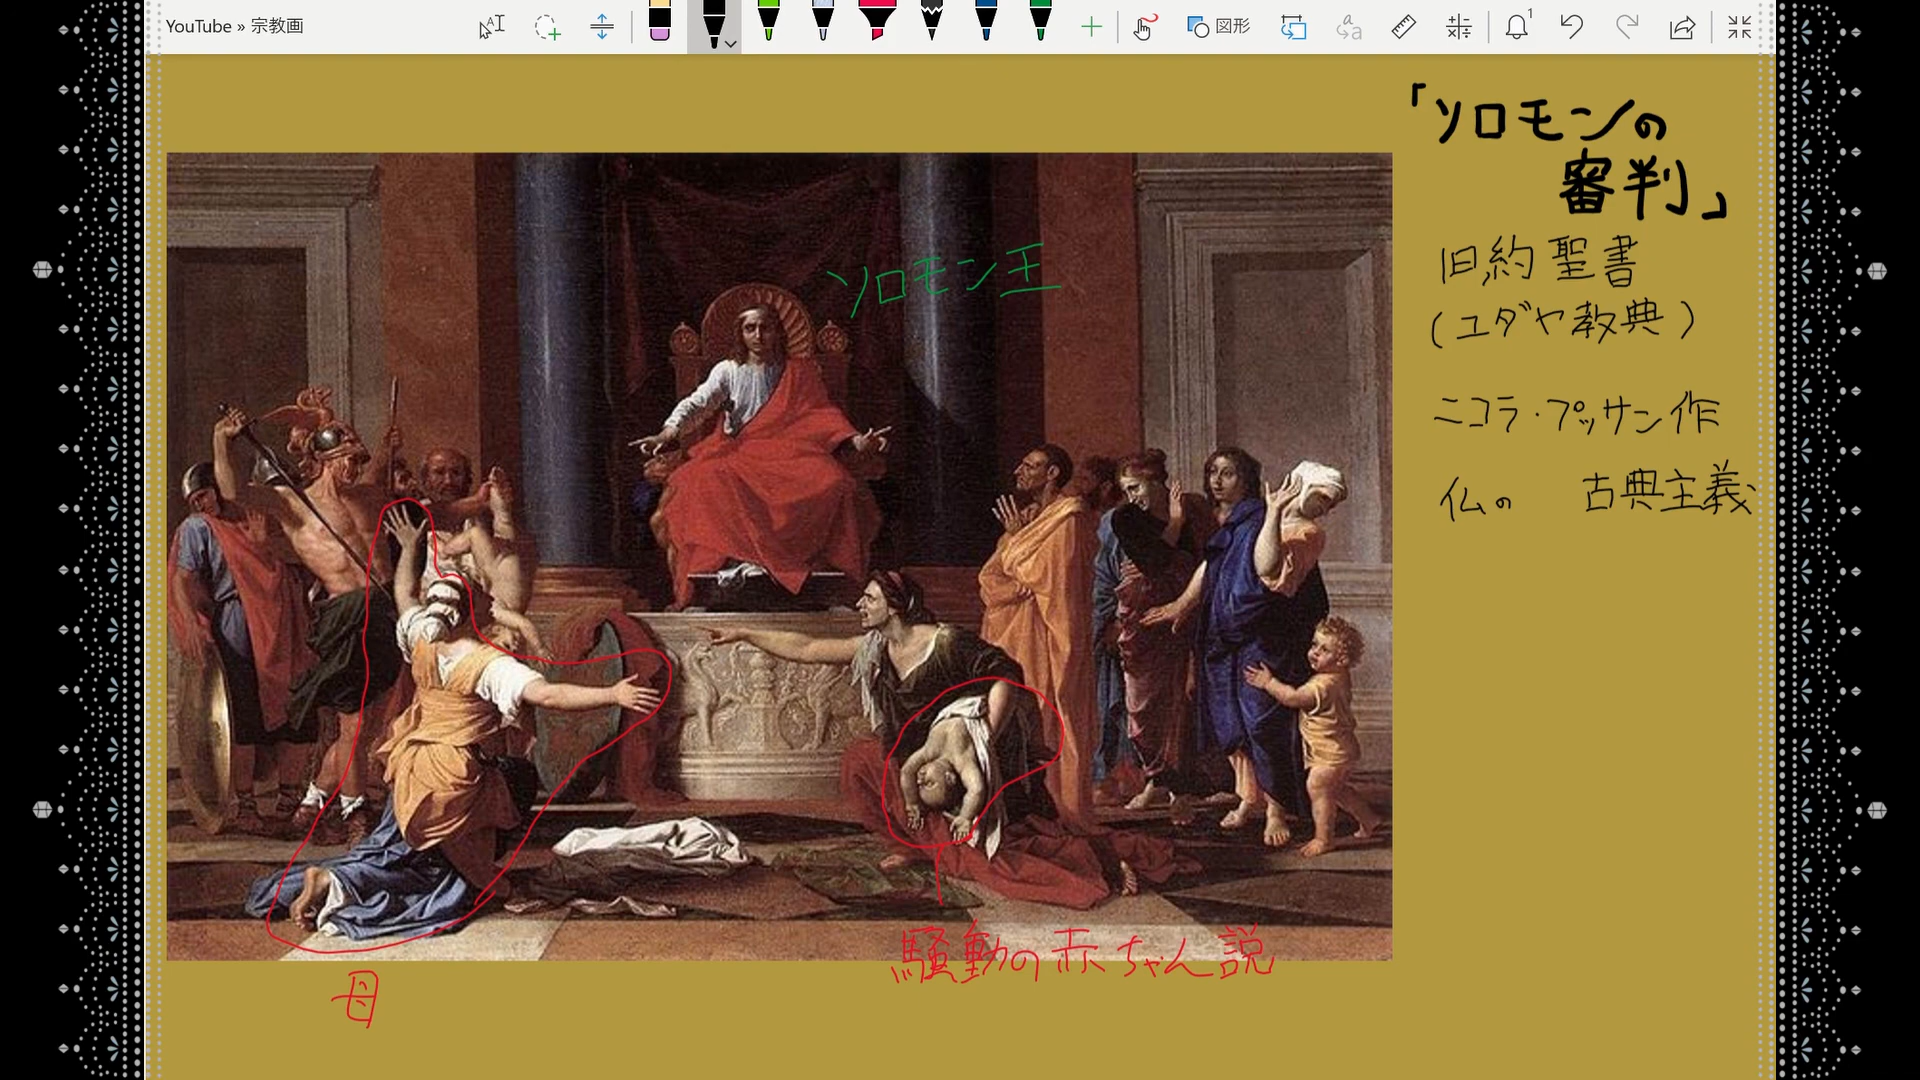 YouTube » 宗教画
図形
1
「ソロモンの
審判」
旧約聖書
(ユダヤ教典)
ニコラ・プッサン作
仏の 古典主義
ソロモン王
騒動の赤ちゃん説
母